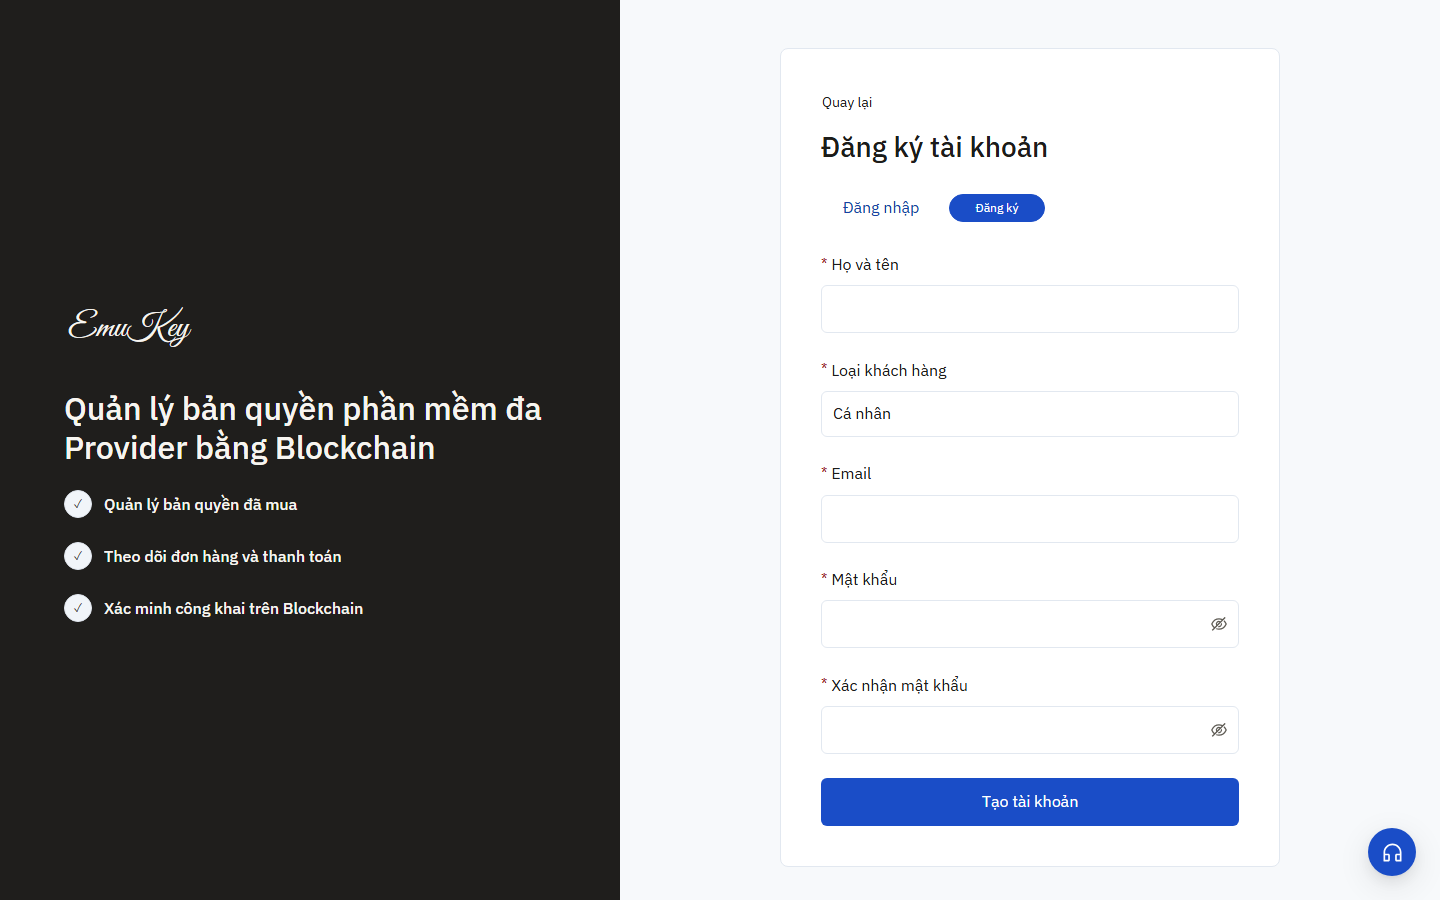 EmuKey
Quản lý bản quyền phần mềm đa
Provider bằng Blockchain
✓ Quản lý bản quyền đã mua
✓ Theo dõi đơn hàng và thanh toán
✓ Xác minh công khai trên Blockchain
Quay lại
Đăng ký tài khoản
Đăng nhập Đăng ký
* Họ và tên
* Loại khách hàng
Cá nhân
* Email
* Mật khẩu
* Xác nhận mật khẩu
Tạo tài khoản